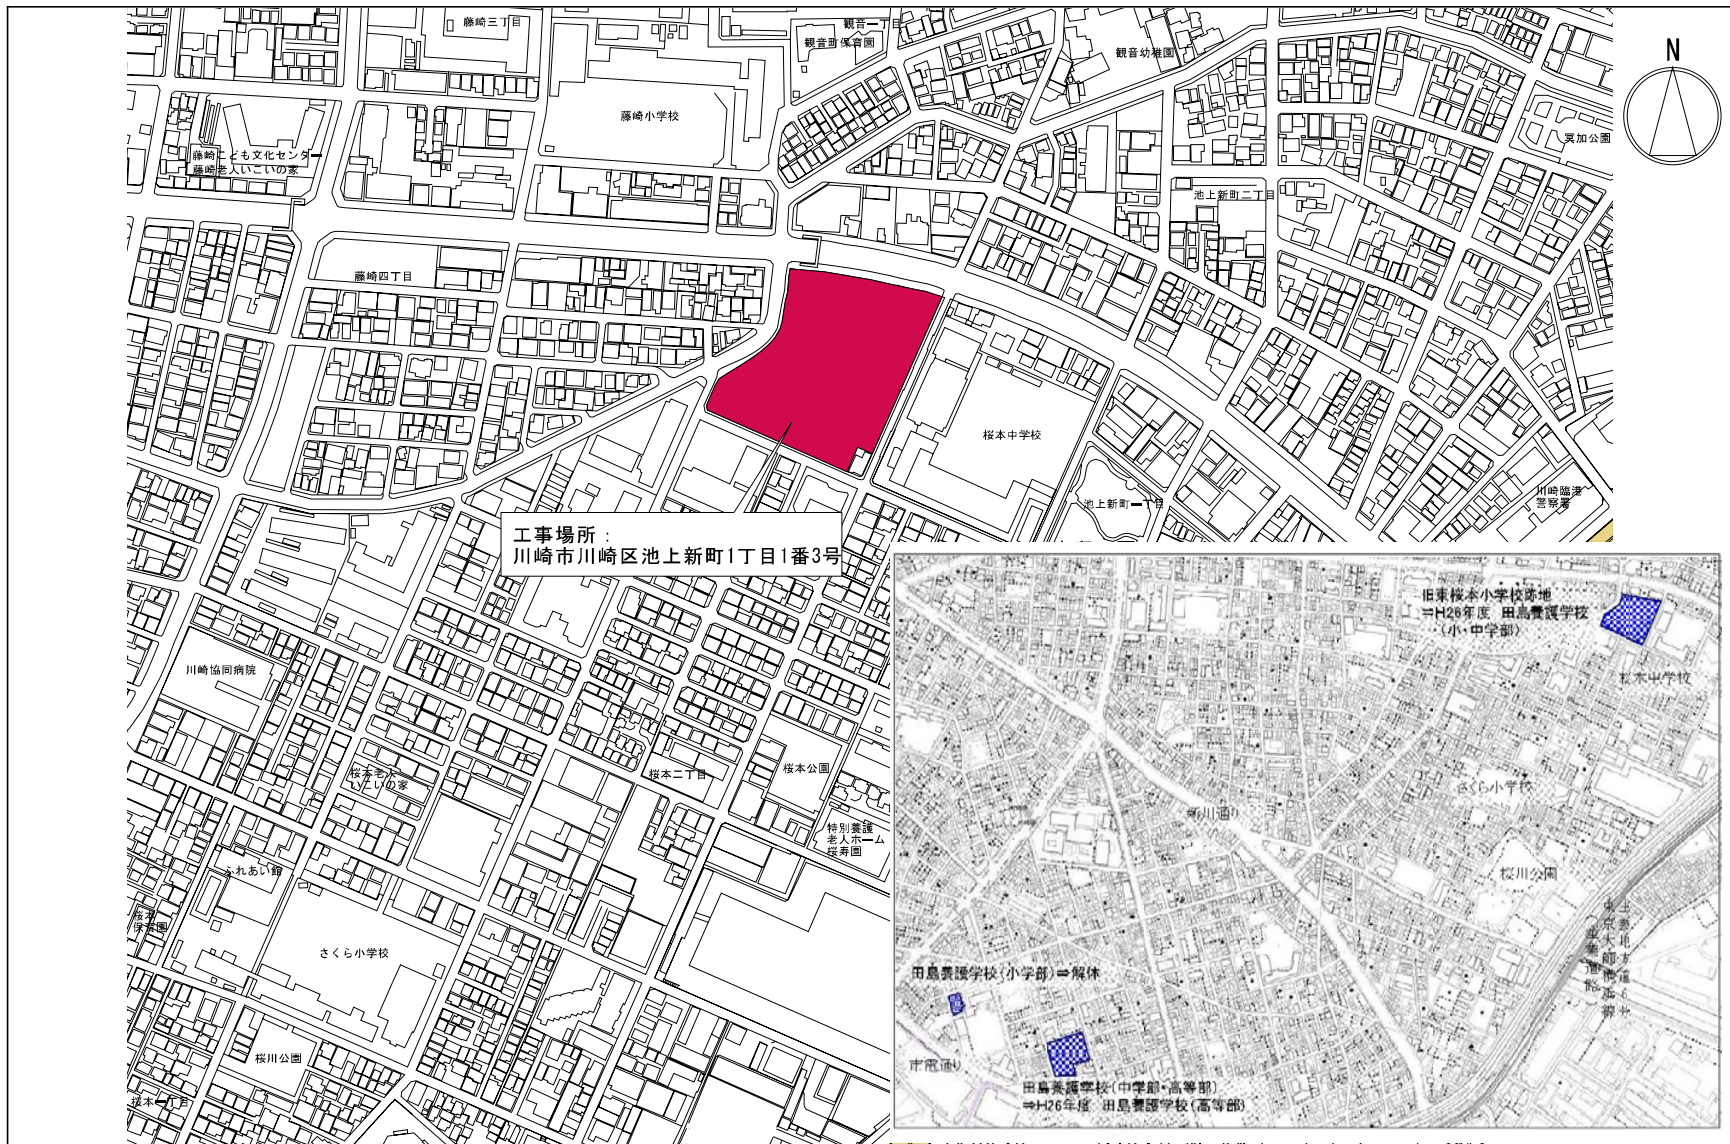 藤崎三丁目
観音一丁目
観音町保育園
観音幼稚園
N
藤崎小学校
冥加公園
藤崎こども文化センター
藤崎老人いこいの家
池上新町二丁目
藤崎四丁目
桜本中学校
川崎臨港
警察署
池上新町一丁目
工事場所：
川崎市川崎区池上新町1丁目1番3号
旧東桜本小学校跡地
⇒H26年度　田島養護学校
（小・中学部）
桜本中学校
川崎協同病院
桜本二丁目
桜本公園
桜本老人
いこいの家
さくら小学校
新川通り
特別養護
老人ホーム
桜寿園
ふれあい館
桜川公園
桜本
保育園
さくら小学校
田島養護学校（小学部）⇒解体
市電通り
桜川公園
田島養護学校（中学部・高等部）
⇒H26年度　田島養護学校（高等部）
桜本一丁目